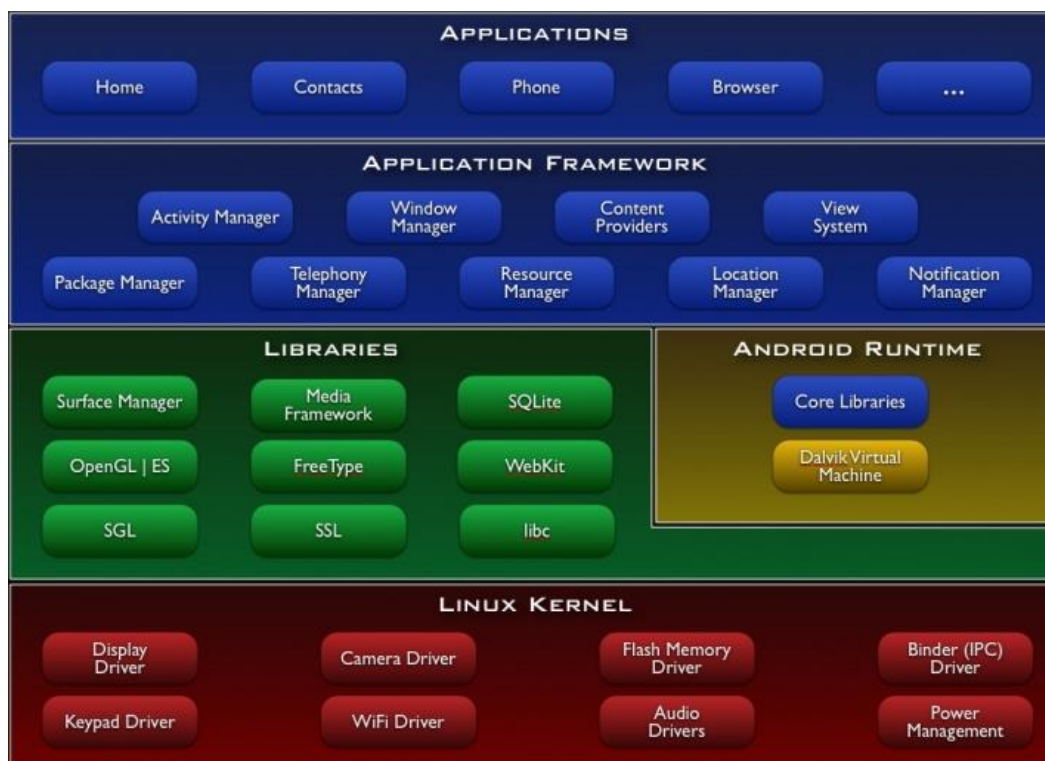 APPLICATIONS
Home
Contacts
Phone
Browser
...
APPLICATION FRAMEWORK
Activity Manager
Window
Manager
Content
Providers
View
System
Package Manager
Telephony
Manager
Resource
Manager
Location
Manager
Notification
Manager
LIBRARIES
Surface Manager
Media
Framework
SQLite
OpenGL | ES
FreeType
WebKit
SGL
SSL
libc
ANDROID RUNTIME
Core Libraries
Dalvik Virtual
Machine
LINUX KERNEL
Display
Driver
Camera Driver
Flash Memory
Driver
Binder (IPC)
Driver
Keypad Driver
WiFi Driver
Audio
Drivers
Power
Management